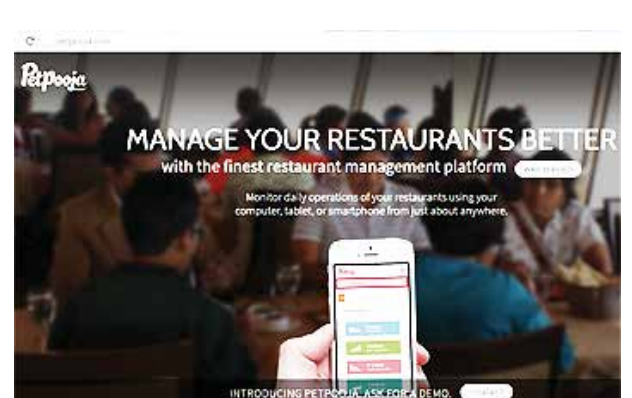 Petpooja
MANAGE YOUR RESTAURANTS BETTER
with the finest restaurant management platform
Monitor daily operations of your restaurants using your
computer, tablet, or smartphone from just about anywhere.
INTRODUCING PETPOOJA. ASK FOR A DEMO.